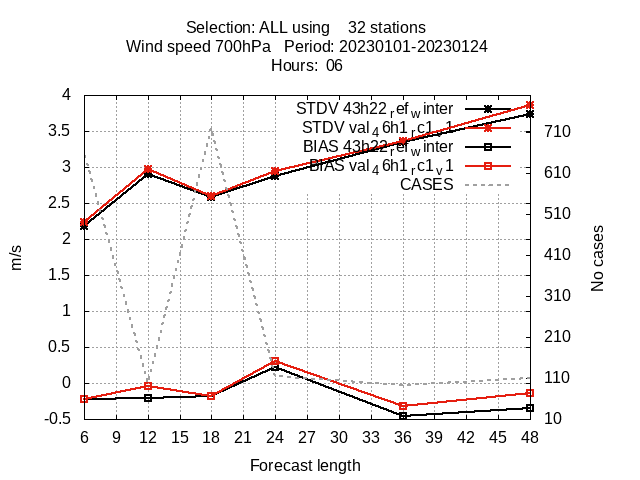 Selection: ALL using 32 stations
Wind speed 700hPa Period: 20230101-20230124
Hours: 06
STDV 43h22_ref_winter
STDV val_46h1_rc1_1
BIAS 43h22_ref_winter
BIAS val_46h1_rc1_v1
CASES
4
3.5
3
2.5
2
1.5
1
0.5
0
-0.5
m/s
710
610
510
410
310
210
110
10
No cases
6 9 12 15 18 21 24 27 30 33 36 39 42 45 48
Forecast length